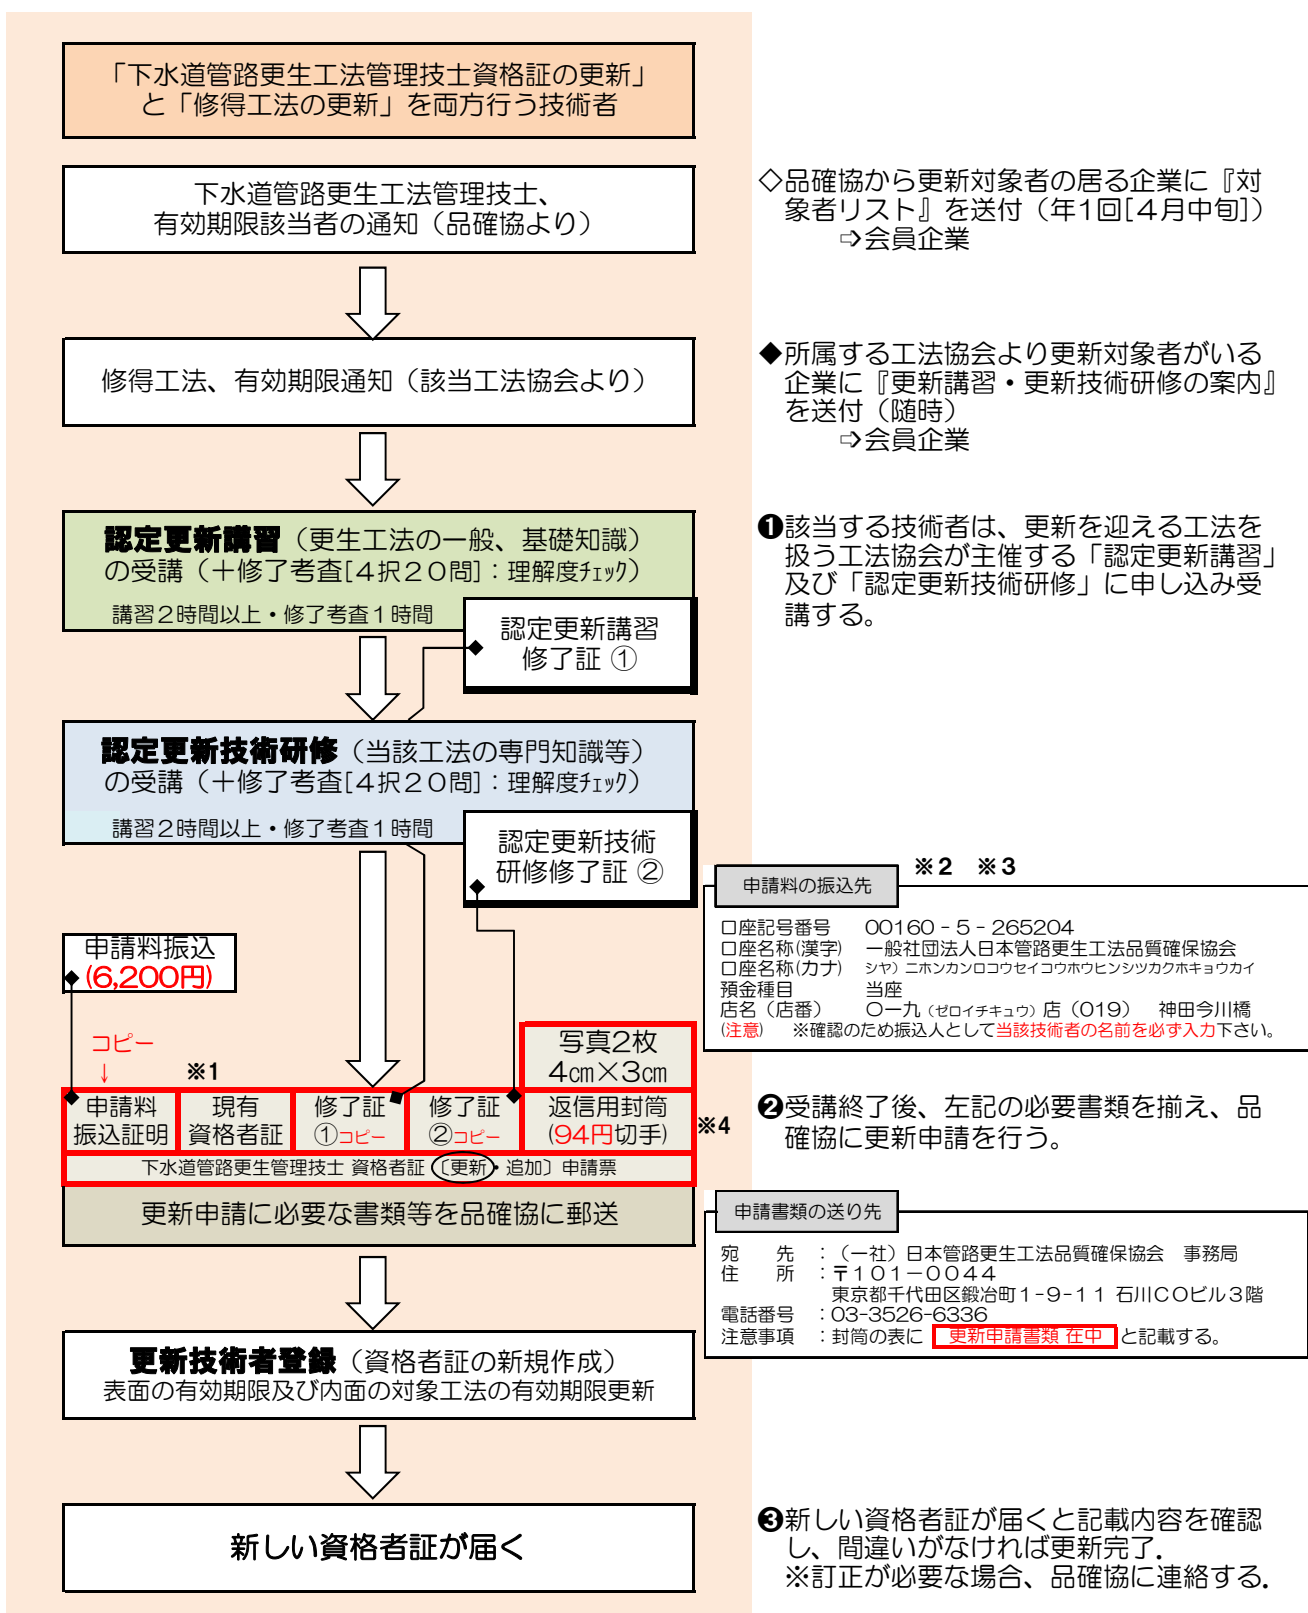 「下水道管路更生工法管理技士資格証の更新」
と「修得工法の更新」を両方行う技術者
下水道管路更生工法管理技士、
有効期限該当者の通知（品確協より）
◇品確協から更新対象者の居る企業に『対
象者リスト』を送付（年1回[４月中旬]）
⇨会員企業
修得工法、有効期限通知（該当工法協会より）
◆所属する工法協会より更新対象者がいる
企業に『更新講習・更新技術研修の案内』
を送付（随時）
⇨会員企業
認定更新講習（更生工法の一般、基礎知識）
の受講（＋修了考査[４択２０問]：理解度ﾁｪｯｸ）
講習２時間以上・修了考査１時間
認定更新講習
修了証 ①
❶該当する技術者は、更新を迎える工法を
扱う工法協会が主催する「認定更新講習」
及び「認定更新技術研修」に申し込み受
講する。
認定更新技術研修（当該工法の専門知識等）
の受講（＋修了考査[４択２０問]：理解度ﾁｪｯｸ）
講習２時間以上・修了考査１時間
認定更新技術
研修修了証 ②
※２　※３
申請料の振込先
口座記号番号　00160 - 5 - 265204
口座名称(漢字)　一般社団法人日本管路更生工法品質確保協会
口座名称(カナ)　シヤ）ニホンカンロコウセイコウホウヒンシツカクホキョウカイ
預金種目　当座
店名（店番）　〇一九（ゼロイチキュウ）店（019）　神田今川橋
(注意)　※確認のため振込人として当該技術者の名前を必ず入力下さい。
申請料振込
(6,200円)
コピー
↓
※1
写真2枚
4㎝×3㎝
申請料
振込証明
現有
資格者証
修了証
①コピー
修了証
②コピー
返信用封筒
(94円切手)
※4
下水道管路更生管理技士 資格者証〔更新・追加〕申請票
更新申請に必要な書類等を品確協に郵送
❷受講終了後、左記の必要書類を揃え、品
確協に更新申請を行う。
申請書類の送り先
宛　先　：（一社）日本管路更生工法品質確保協会　事務局
住　所　：〒１０１－００４４
東京都千代田区鍛冶町１-９-１１ 石川ＣＯビル３階
電話番号　：03-3526-6336
注意事項　：封筒の表に　更新申請書類 在中　と記載する。
更新技術者登録（資格者証の新規作成）
表面の有効期限及び内面の対象工法の有効期限更新
新しい資格者証が届く
❸新しい資格者証が届くと記載内容を確認
し、間違いがなければ更新完了.
※訂正が必要な場合、品確協に連絡する.